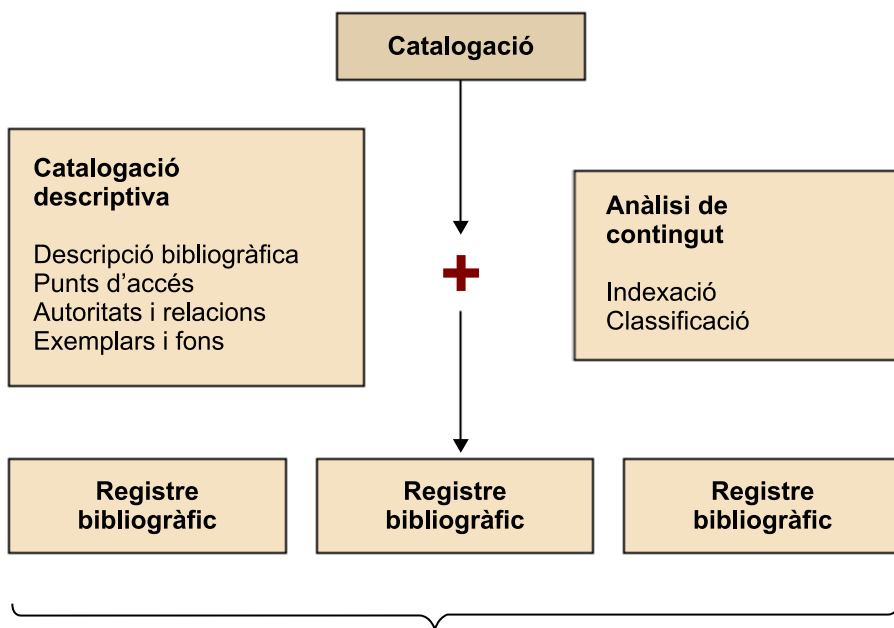 Catalogació
Catalogació
descriptiva
Descripció bibliogràfica
Punts d’accés
Autoritats i relacions
Exemplars i fons
+
Anàlisi de
contingut
Indexació
Classificació
Registre
bibliogràfic
Registre
bibliogràfic
Registre
bibliogràfic